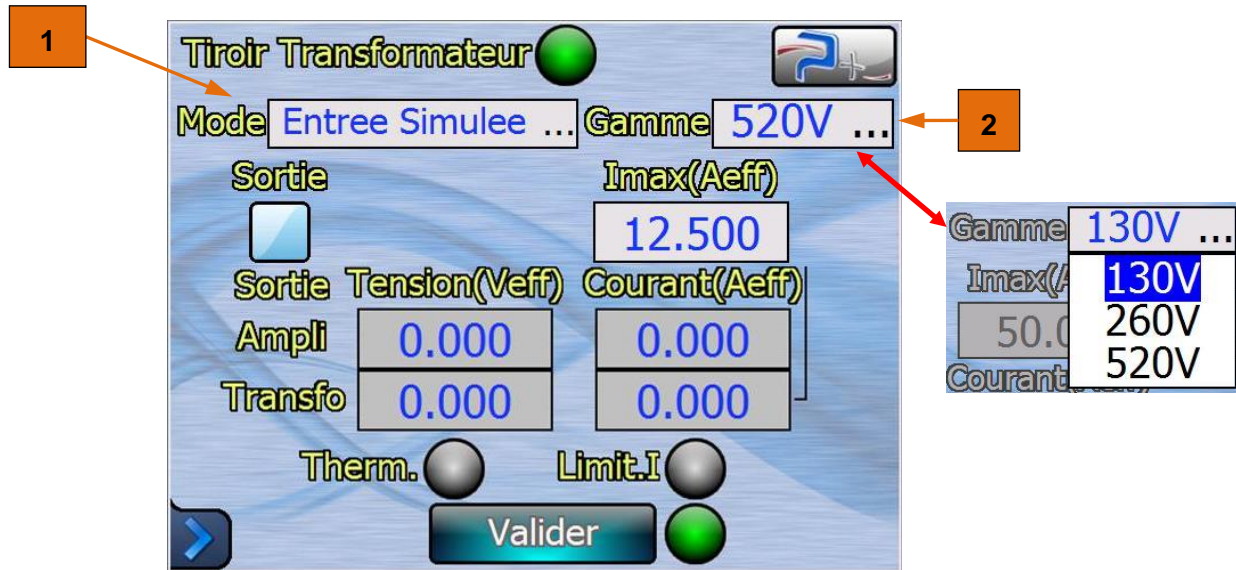 1
Tiroir Transformateur
Mode Entree Simulee ... Gamme 520V ...
2
Sortie Imax(Aeff)
12.500
Sortie Tension(Veff) Courant(Aeff)
Ampli 0.000 0.000
Transfo 0.000 0.000
Therm. Limit.I
Valider
Gamme 130V ...
130V
260V
520V